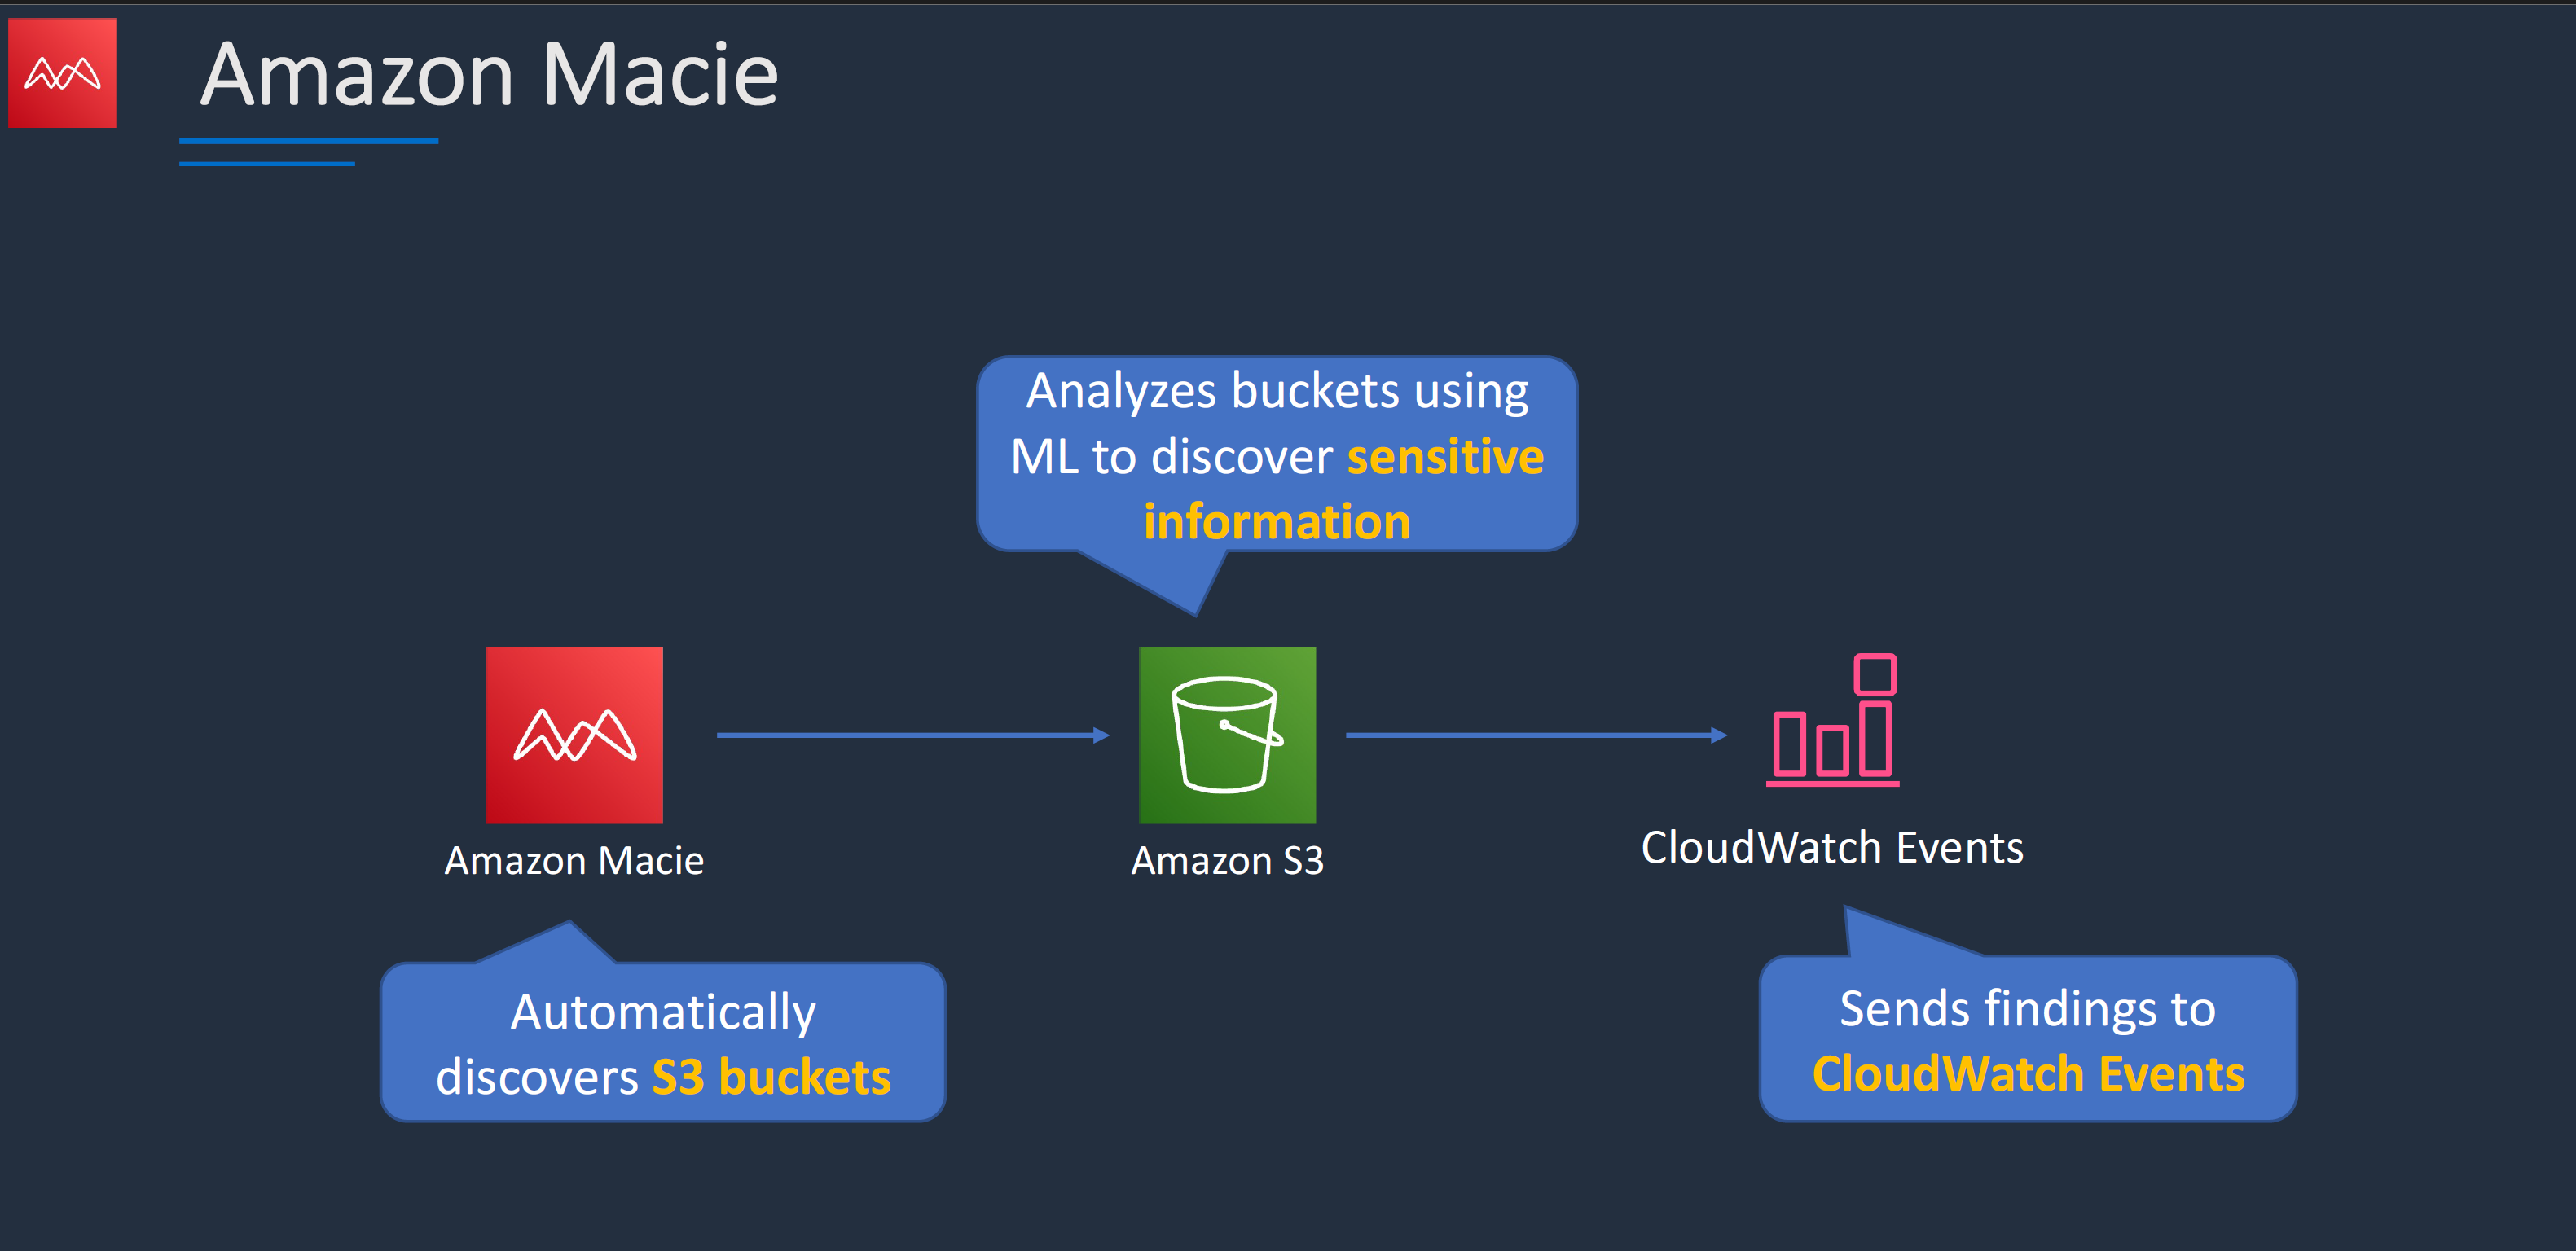 Amazon Macie
Analyzes buckets using
ML to discover sensitive
information
Amazon Macie
Amazon S3
CloudWatch Events
Automatically
discovers S3 buckets
Sends findings to
CloudWatch Events